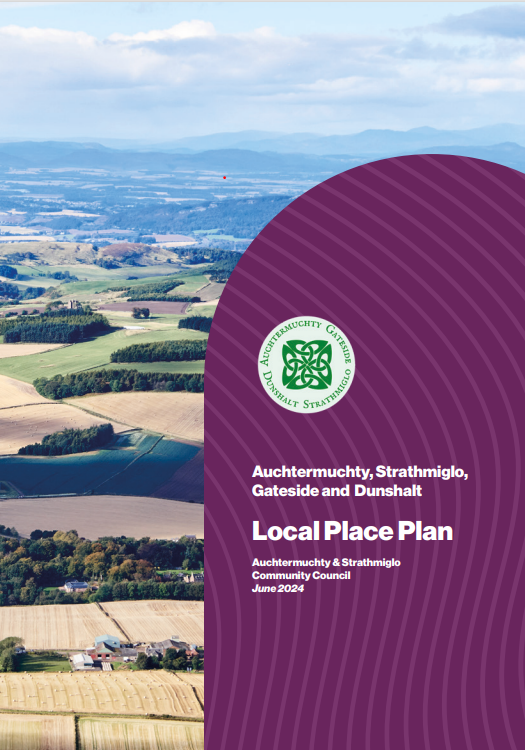 AUCHTERMUCHTY GATESIDE
DUNSHALT STRATHMIGLO
Auchtermuchty, Strathmiglo,
Gateside and Dunshalt
Local Place Plan
Auchtermuchty & Strathmiglo
Community Council
June 2024